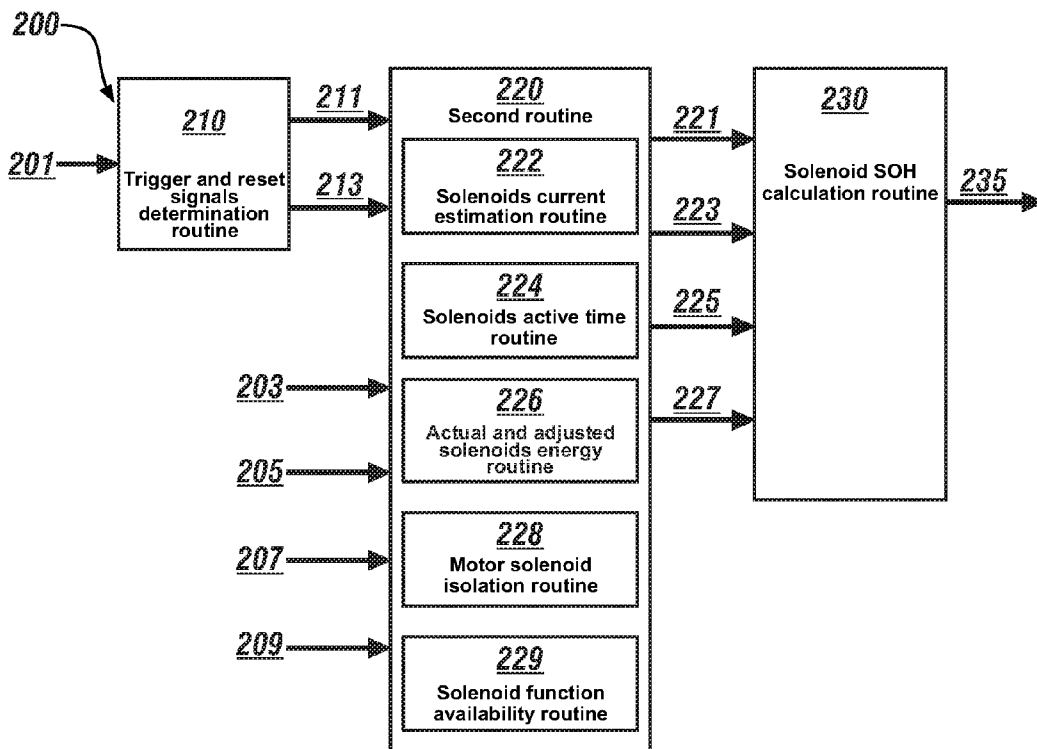 200
201
210
Trigger and reset
signals
determination
routine
211
213
203
205
207
209
220
Second routine
222
Solenoids current
estimation routine
224
Solenoids active time
routine
226
Actual and adjusted
solenoids energy
routine
228
Motor solenoid
isolation routine
229
Solenoid function
availability routine
221
223
225
227
230
Solenoid SOH
calculation routine
235